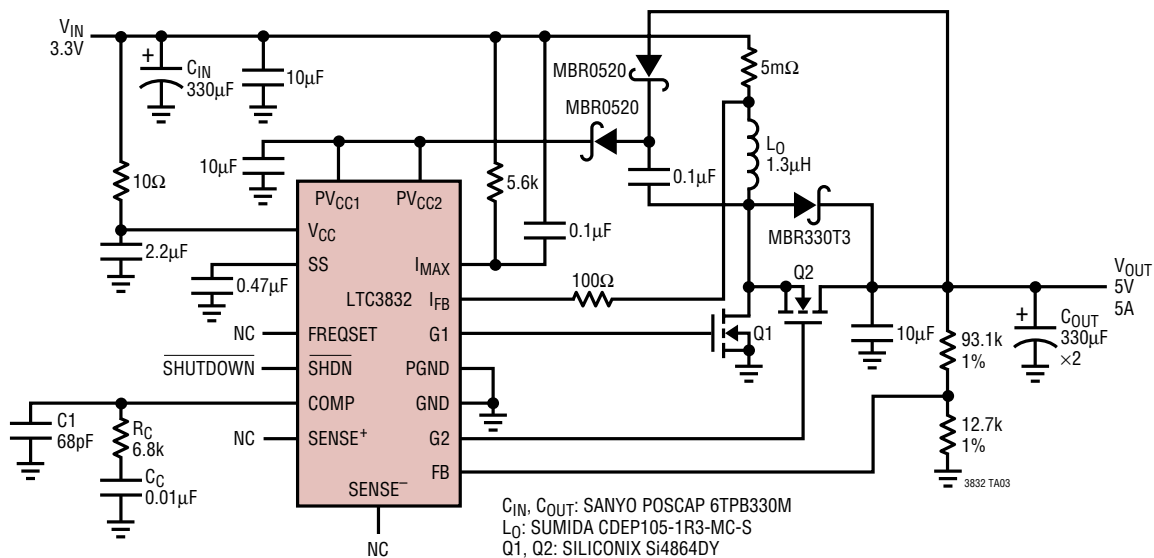 VIN
3.3V
+
CIN
330µF
10µF
MBR0520
MBR0520
5mΩ
LO
1.3µH
10Ω
10µF
5.6k
0.1µF
0.1µF
MBR330T3
2.2µF
0.47µF
PVCC1
PVCC2
VCC
SS
IMAX
LTC3832
IFB
100Ω
Q2
VOUT
5V
5A
NC
FREQSET
G1
Q1
10µF
93.1k
1%
+
COUT
330µF
×2
SHUTDOWN
SHDN
PGND
COMP
GND
C1
68pF
RC
6.8k
NC
SENSE+
G2
12.7k
1%
CC
0.01µF
FB
SENSE–
NC
3832 TA03
CIN, COUT: SANYO POSCAP 6TPB330M
LO: SUMIDA CDEP105-1R3-MC-S
Q1, Q2: SILICONIX Si4864DY